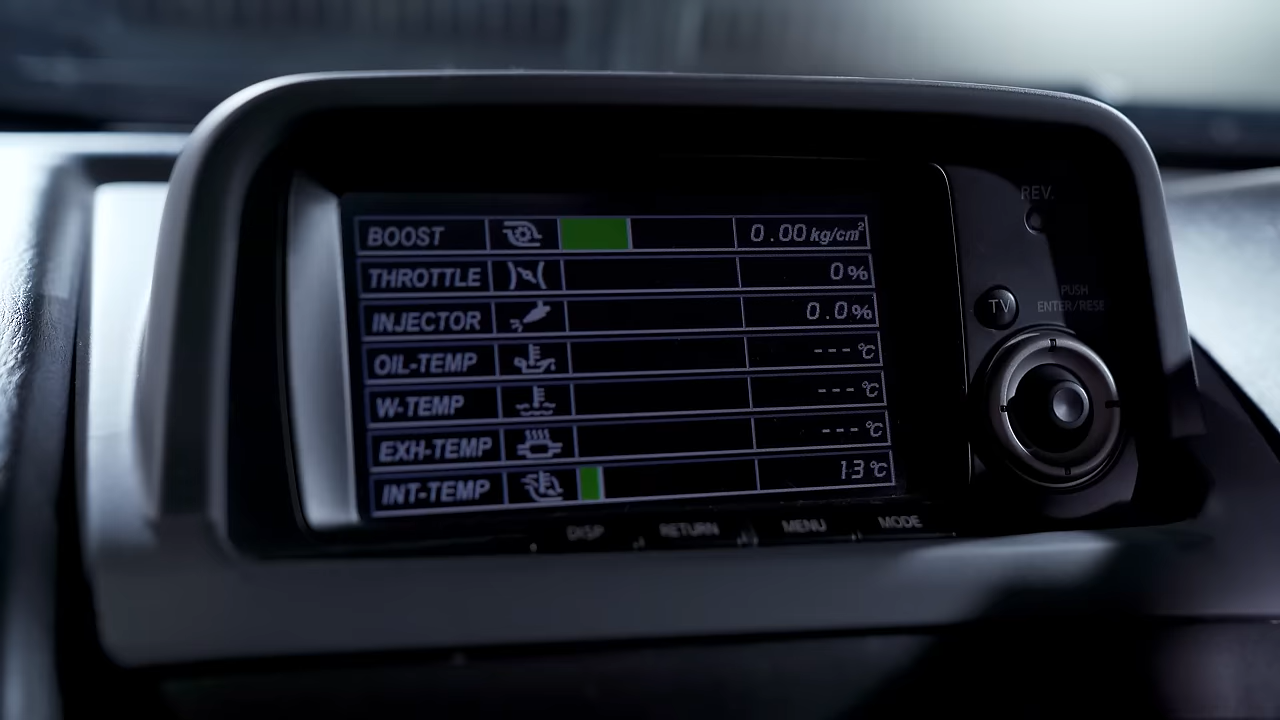 REV.
BOOST 0.00 kg/cm²
THROTTLE 0%
INJECTOR 0.0%
OIL-TEMP ---℃
W-TEMP ---℃
EXH-TEMP ---℃
INT-TEMP 13℃
TV
PUSH
ENTER/RESE
DISP RETURN MENU MODE